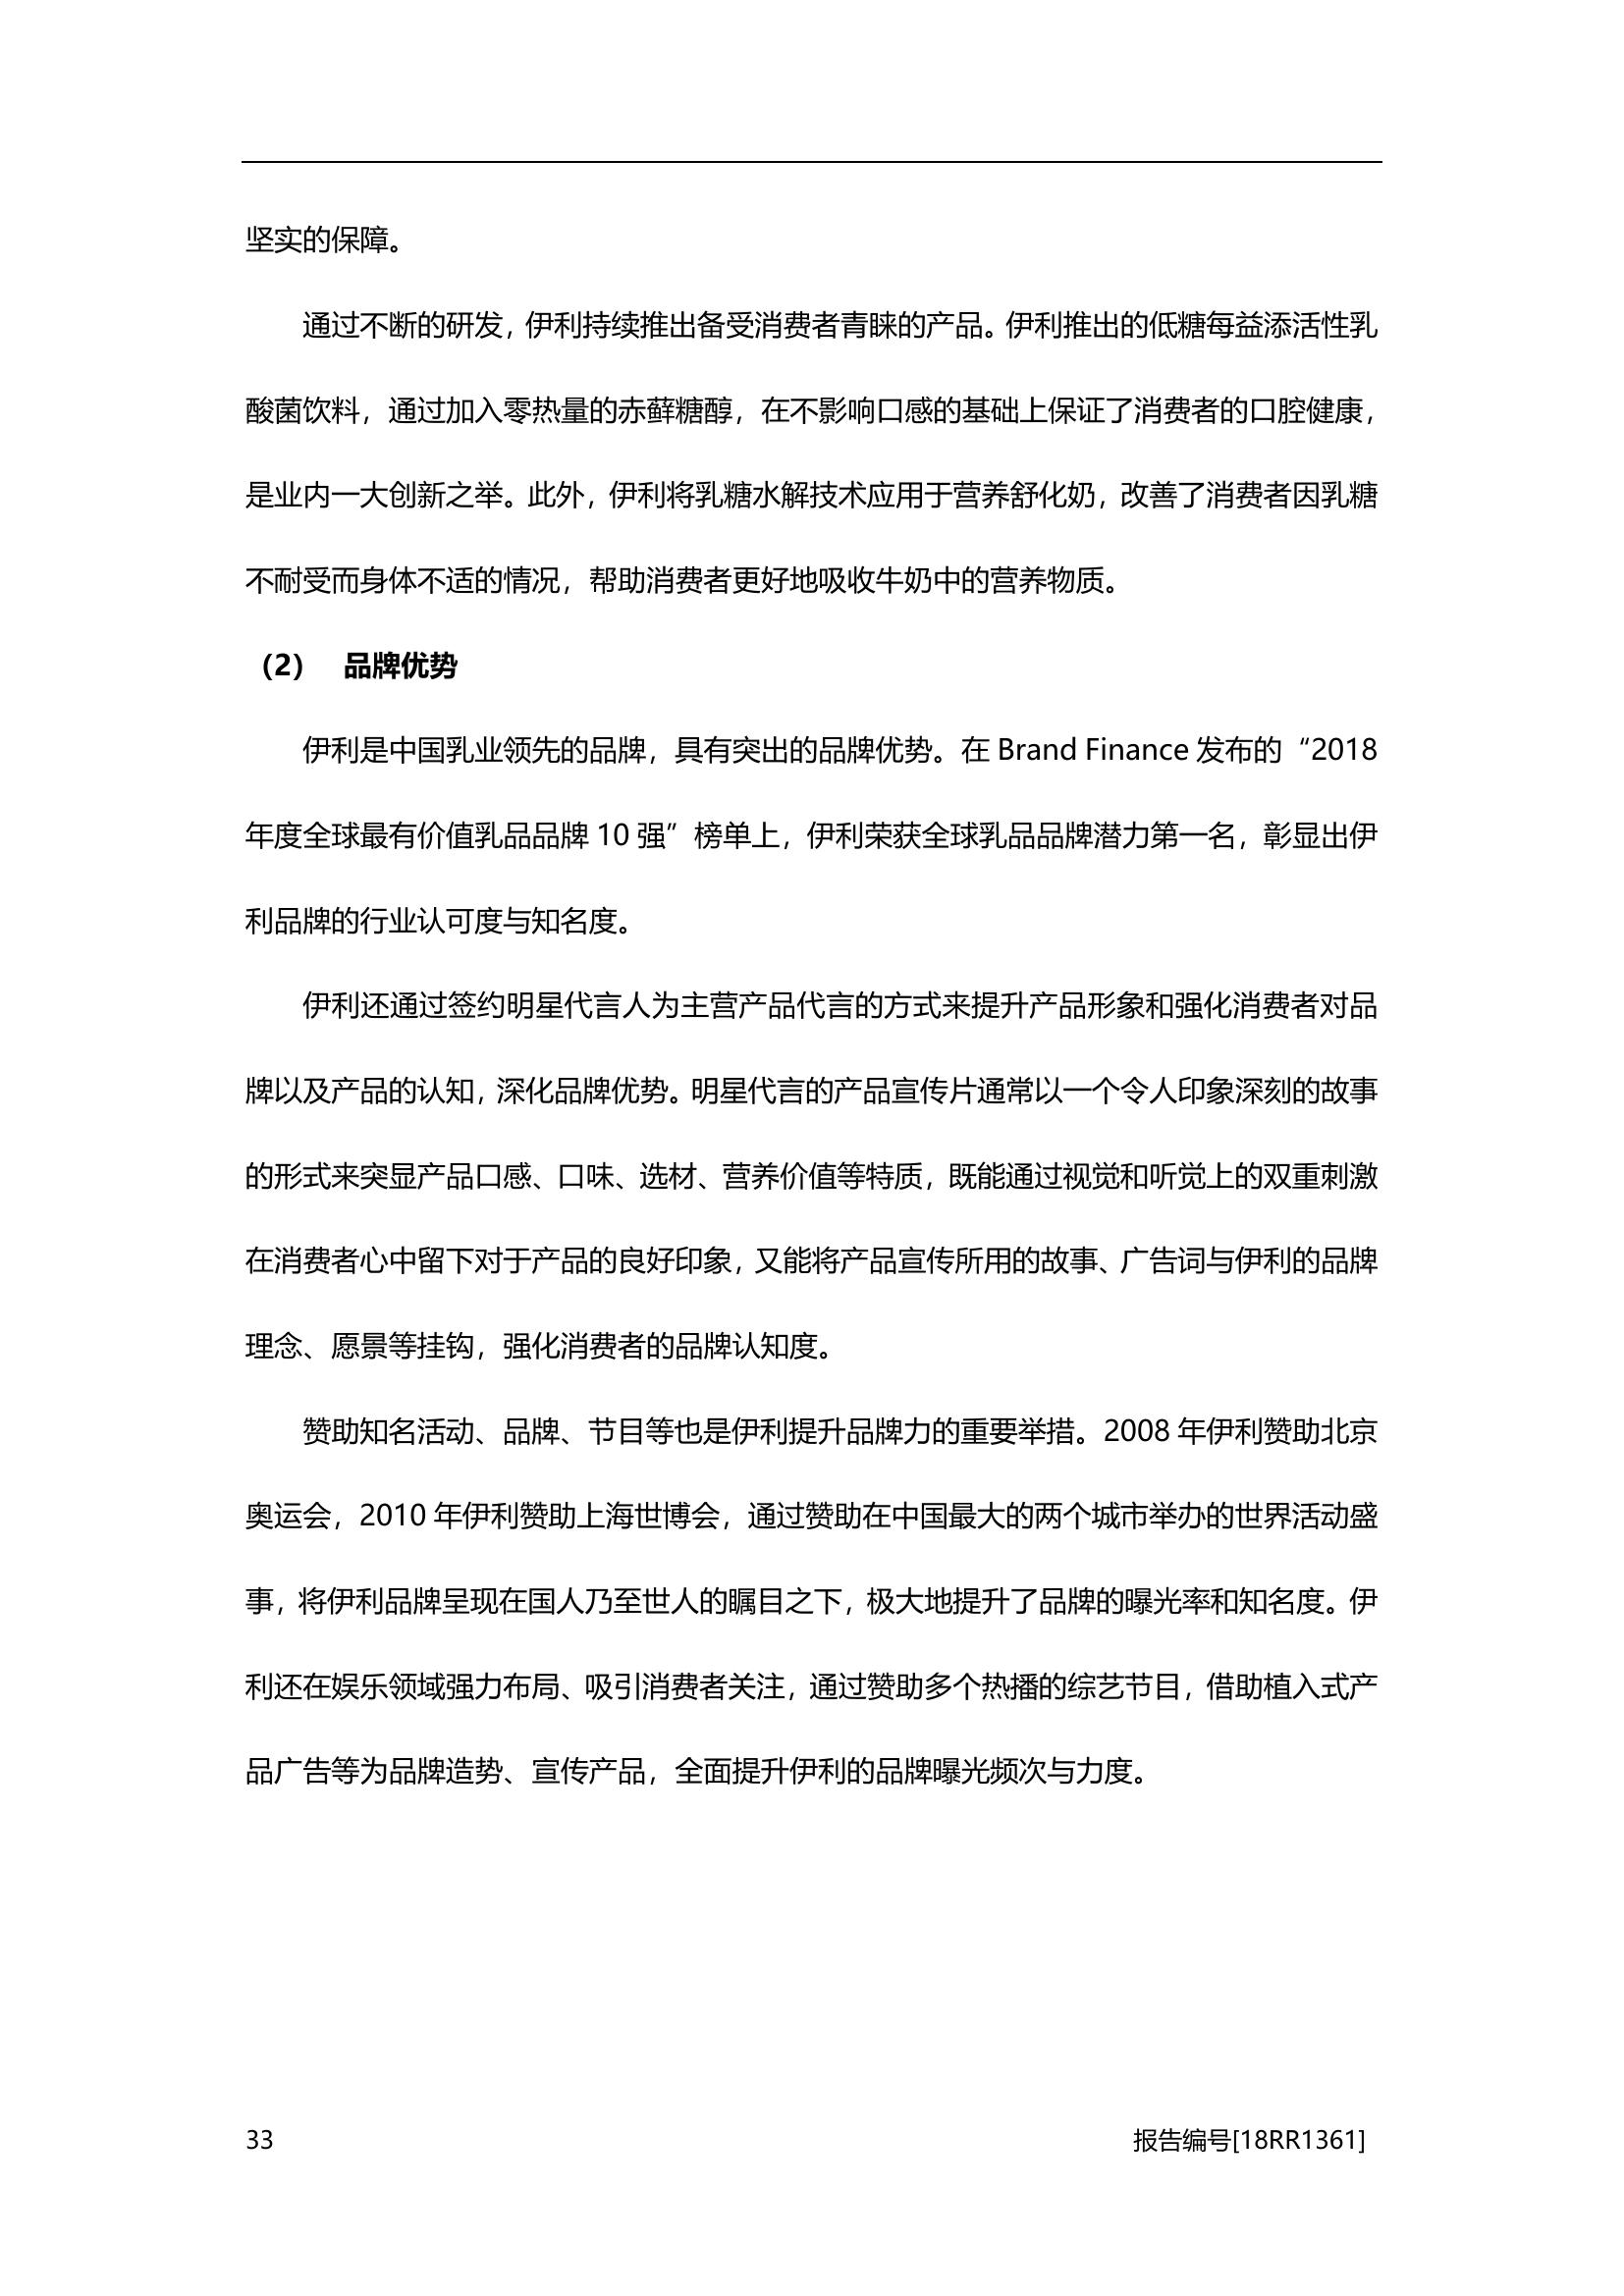 坚实的保障。
通过不断的研发，伊利持续推出备受消费者青睐的产品。伊利推出的低糖每益添活性乳
酸菌饮料，通过加入零热量的赤藓糖醇，在不影响口感的基础上保证了消费者的口腔健康，
是业内一大创新之举。此外，伊利将乳糖水解技术应用于营养舒化奶，改善了消费者因乳糖
不耐受而身体不适的情况，帮助消费者更好地吸收牛奶中的营养物质。
（2） 品牌优势
伊利是中国乳业领先的品牌，具有突出的品牌优势。在 Brand Finance 发布的“2018
年度全球最有价值乳品品牌 10 强”榜单上，伊利荣获全球乳品品牌潜力第一名，彰显出伊
利品牌的行业认可度与知名度。
伊利还通过签约明星代言人为主营产品代言的方式来提升产品形象和强化消费者对品
牌以及产品的认知，深化品牌优势。明星代言的产品宣传片通常以一个令人印象深刻的故事
的形式来突显产品口感、口味、选材、营养价值等特质，既能通过视觉和听觉上的双重刺激
在消费者心中留下对于产品的良好印象，又能将产品宣传所用的故事、广告词与伊利的品牌
理念、愿景等挂钩，强化消费者的品牌认知度。
赞助知名活动、品牌、节目等也是伊利提升品牌力的重要举措。2008 年伊利赞助北京
奥运会，2010 年伊利赞助上海世博会，通过赞助在中国最大的两个城市举办的世界活动盛
事，将伊利品牌呈现在国人乃至世人的瞩目之下，极大地提升了品牌的曝光率和知名度。伊
利还在娱乐领域强力布局、吸引消费者关注，通过赞助多个热播的综艺节目，借助植入式产
品广告等为品牌造势、宣传产品，全面提升伊利的品牌曝光频次与力度。
33 报告编号[18RR1361]